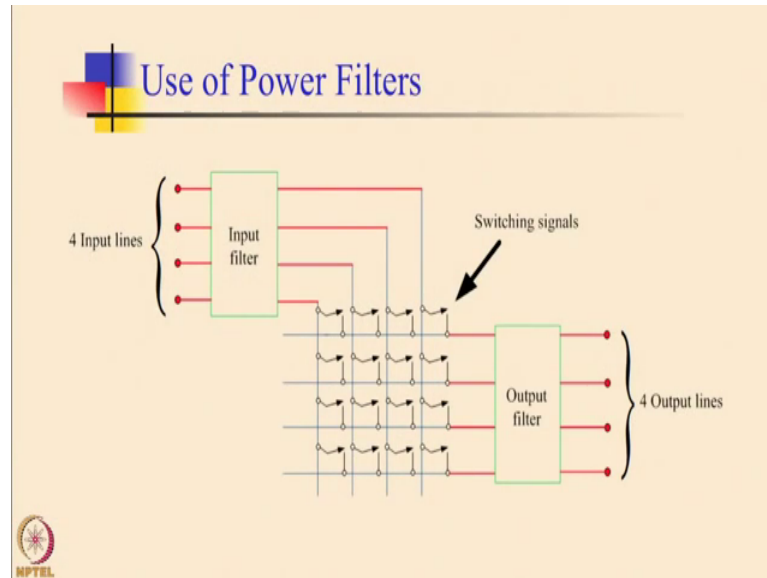 Use of Power Filters
4 Input lines
Input
filter
Switching signals
Output
filter
4 Output lines
NPTEL